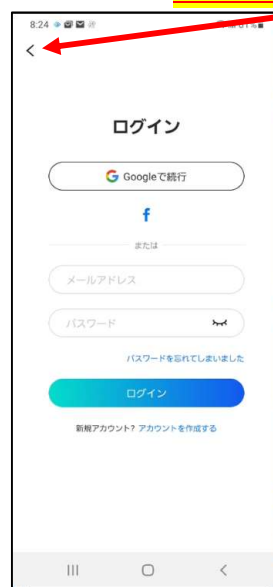 8:24
ログイン
Googleで続行
または
メールアドレス
パスワード
パスワードを忘れてしまいました
ログイン
新規アカウント? アカウントを作成する